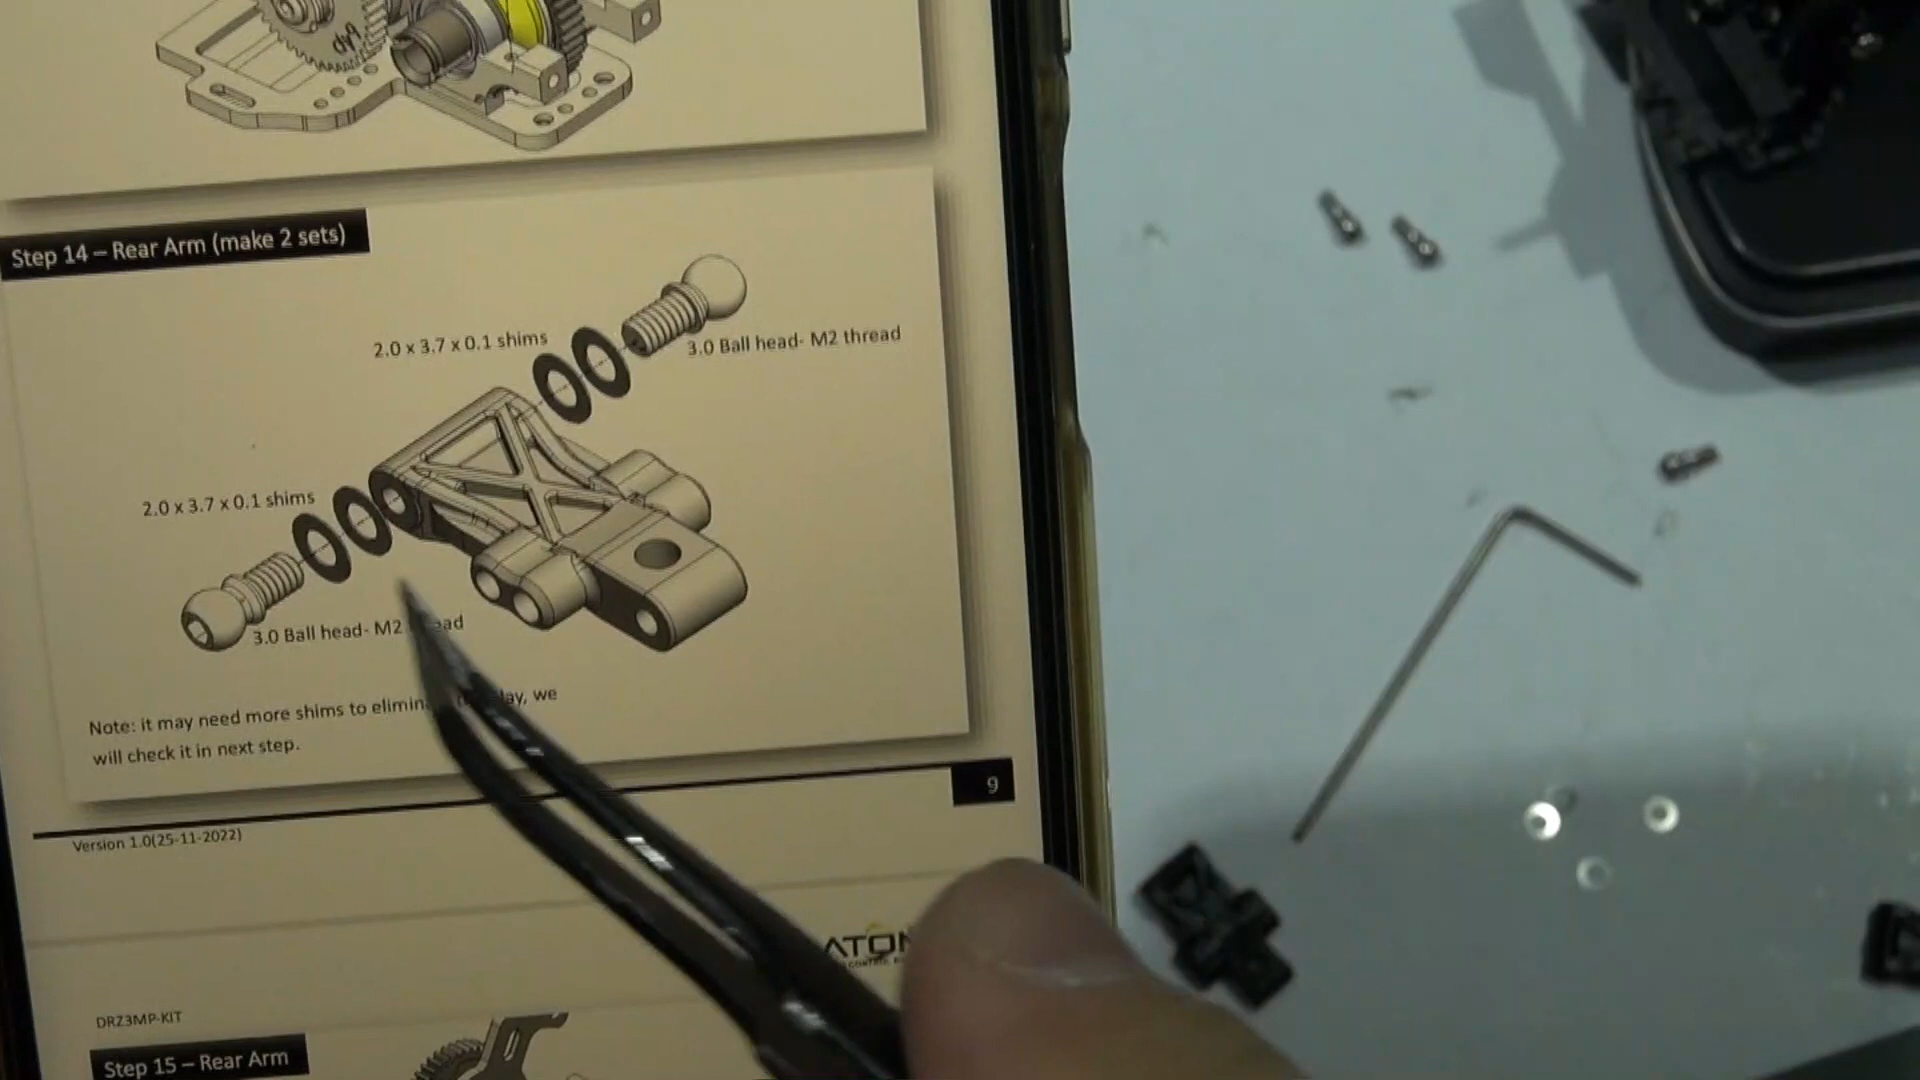 Step 14 – Rear Arm (make 2 sets)
2.0 x 3.7 x 0.1 shims
3.0 Ball head- M2 thread
2.0 x 3.7 x 0.1 shims
3.0 Ball head- M2
Note: it may need more shims to we
will check it in next step.
9
Version 1.0(25-11-2022)
DRZ3MP-KIT
Step 15 – Rear Arm